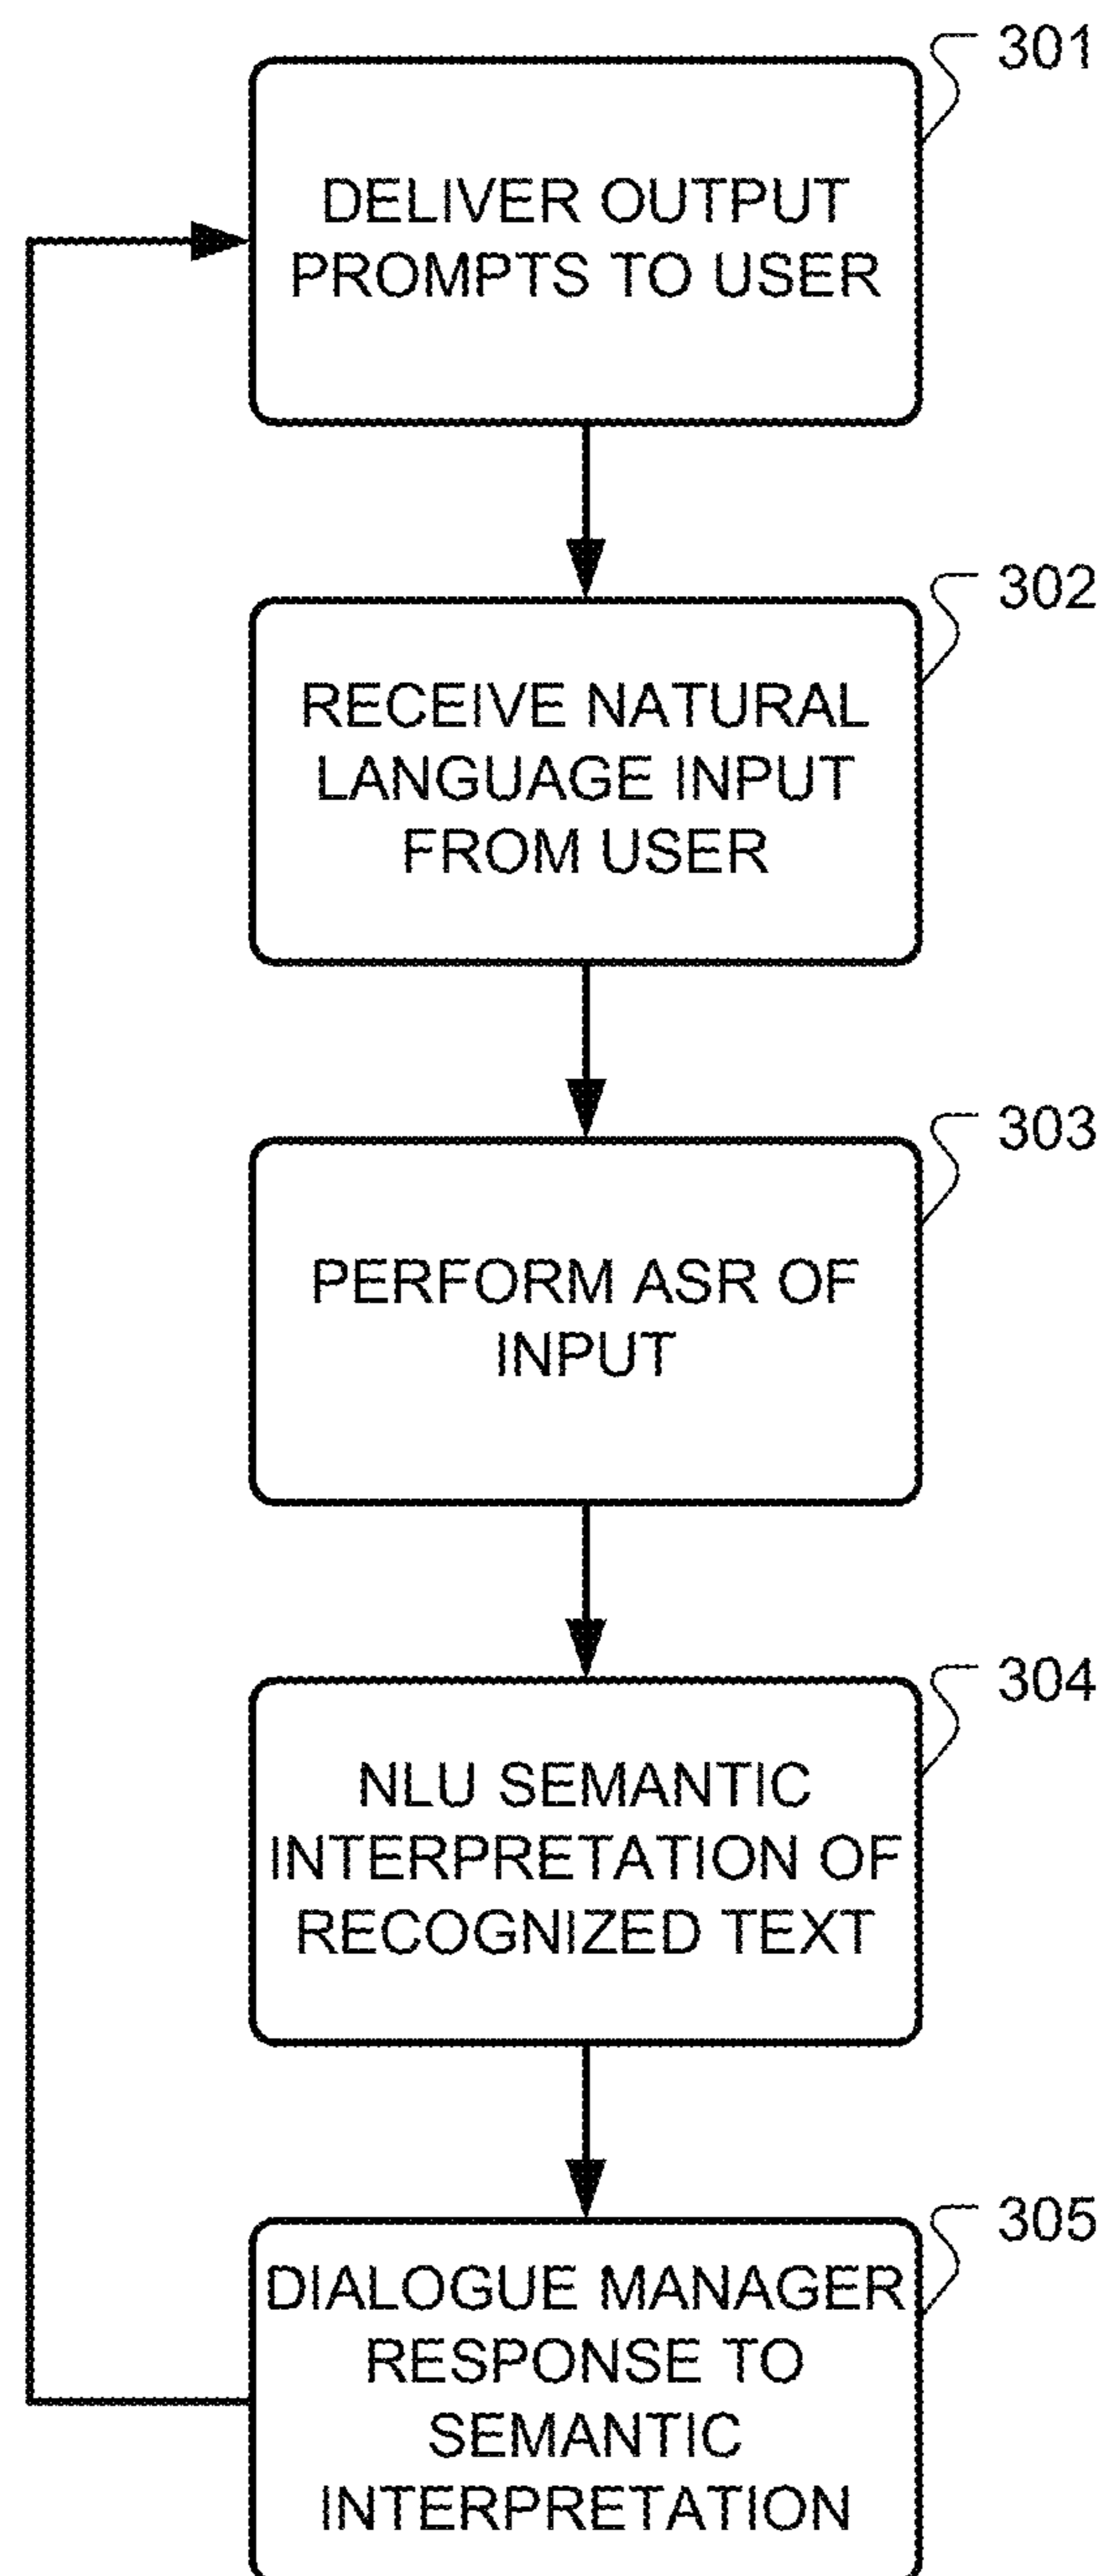 301
DELIVER OUTPUT
PROMPTS TO USER
302
RECEIVE NATURAL
LANGUAGE INPUT
FROM USER
303
PERFORM ASR OF
INPUT
304
NLU SEMANTIC
INTERPRETATION OF
RECOGNIZED TEXT
305
DIALOGUE MANAGER
RESPONSE TO
SEMANTIC
INTERPRETATION